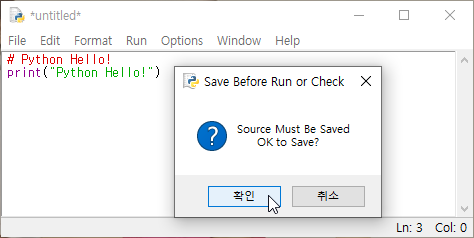 *untitled*
File Edit Format Run Options Window Help
# Python Hello!
print("Python Hello!")
Save Before Run or Check
Source Must Be Saved
OK to Save?
확인 취소
Ln: 3 Col: 0